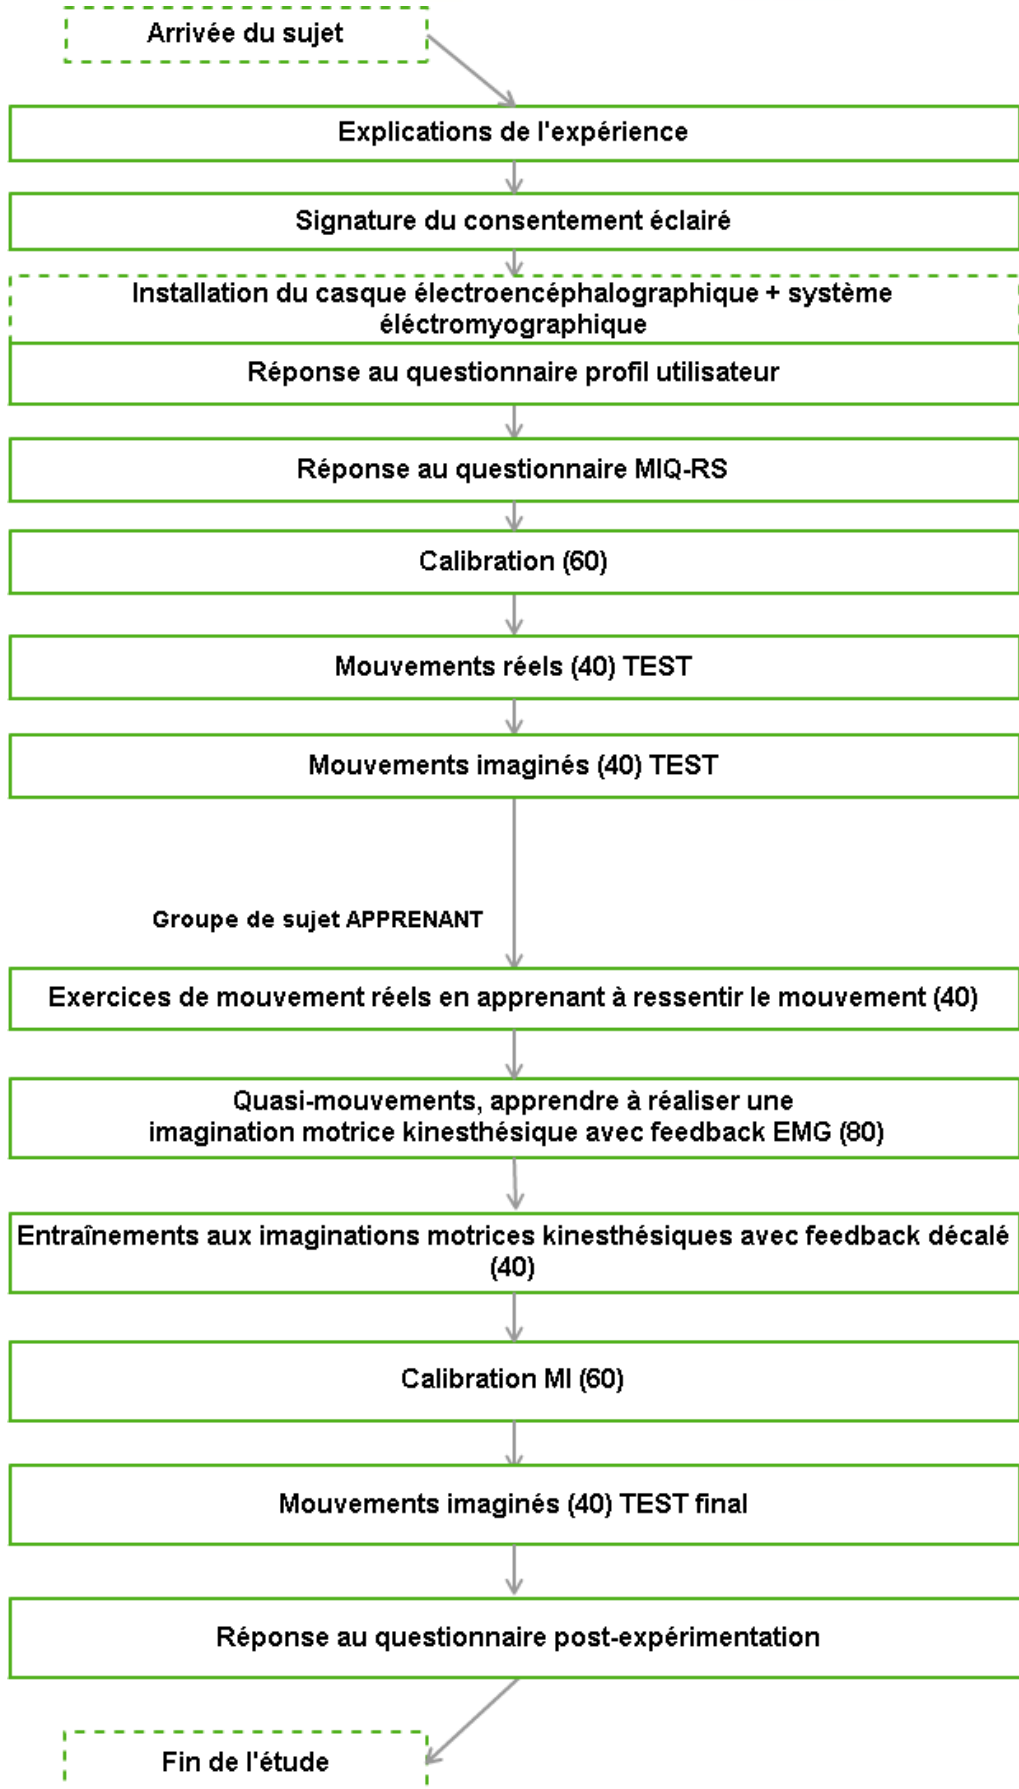 Arrivée du sujet
Explications de l'expérience
Signature du consentement éclairé
Installation du casque électroencéphalographique + système
éléctromyographique
Réponse au questionnaire profil utilisateur
Réponse au questionnaire MIQ-RS
Calibration (60)
Mouvements réels (40) TEST
Mouvements imaginés (40) TEST
Groupe de sujet APPRENANT
Exercices de mouvement réels en apprenant à ressentir le mouvement (40)
Quasi-mouvements, apprendre à réaliser une
imagination motrice kinesthésique avec feedback EMG (80)
Entraînements aux imaginations motrices kinesthésiques avec feedback décalé
(40)
Calibration MI (60)
Mouvements imaginés (40) TEST final
Réponse au questionnaire post-expérimentation
Fin de l'étude